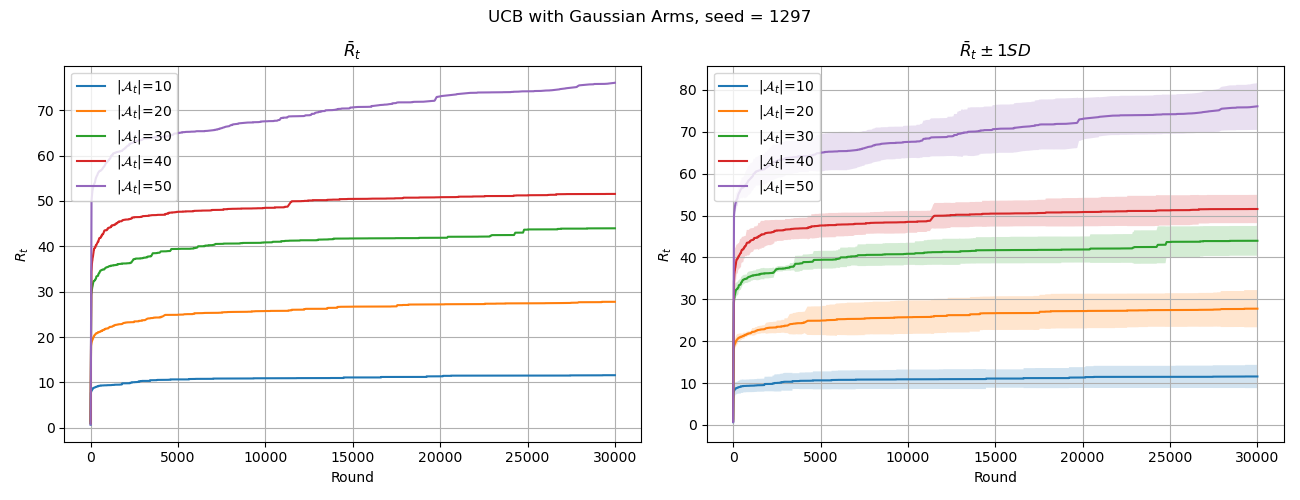 UCB with Gaussian Arms, seed = 1297
R̄ₜ
R̄ₜ ± 1SD
|𝒜ₜ|=10
|𝒜ₜ|=20
|𝒜ₜ|=30
|𝒜ₜ|=40
|𝒜ₜ|=50
|𝒜ₜ|=10
|𝒜ₜ|=20
|𝒜ₜ|=30
|𝒜ₜ|=40
|𝒜ₜ|=50
70
60
50
40
30
20
10
0
80
70
60
50
40
30
20
10
0
Rₜ
Rₜ
0 5000 10000 15000 20000 25000 30000
0 5000 10000 15000 20000 25000 30000
Round
Round